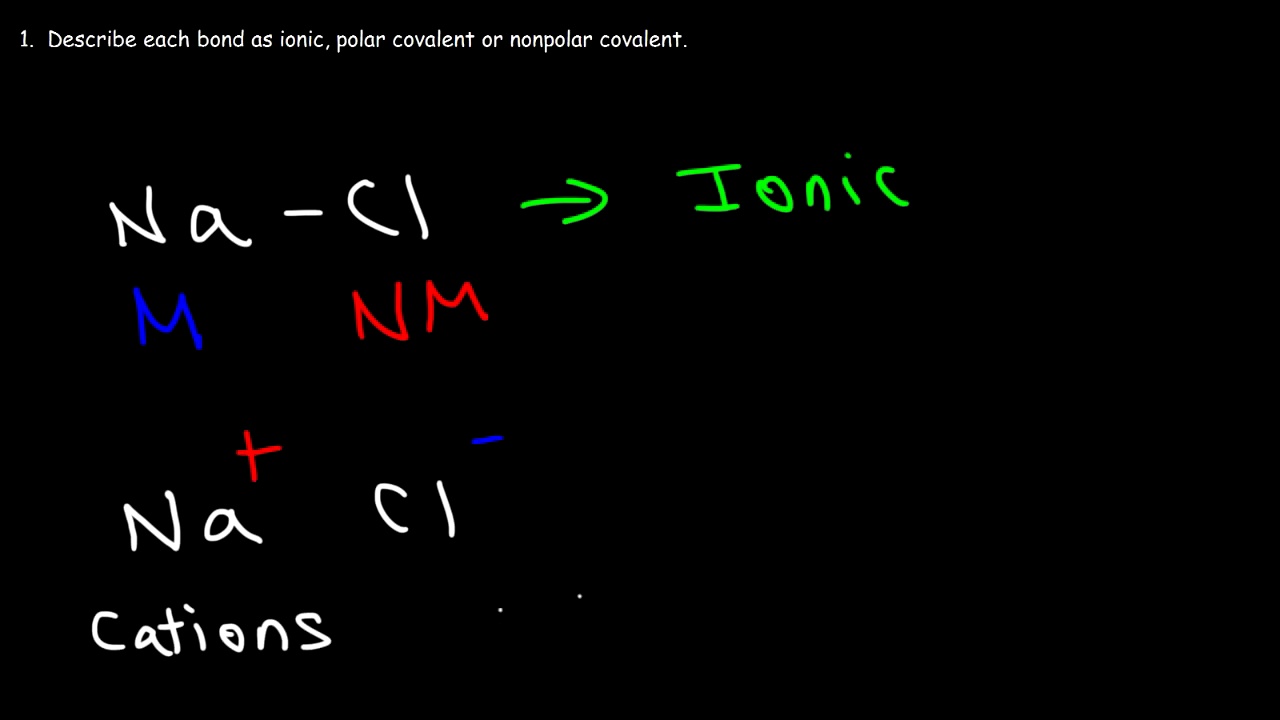 1. Describe each bond as ionic, polar covalent or nonpolar covalent.
Na - Cl → Ionic
M NM
Na⁺ Cl⁻
Cations